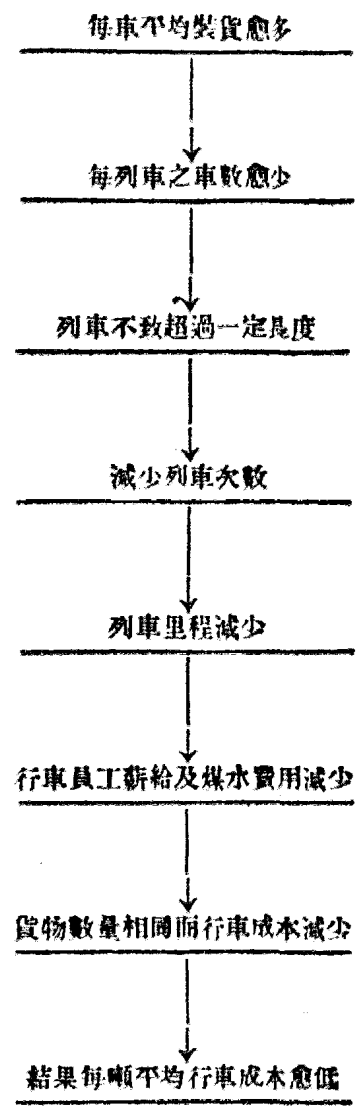 每車平均裝貨愈多
每列車之車數愈少
列車不致超過一定長度
減少列車次數
列車里程減少
行車員工薪給及煤水費用減少
貨物數量相同而行車成本減少
結果每噸平均行車成本愈低